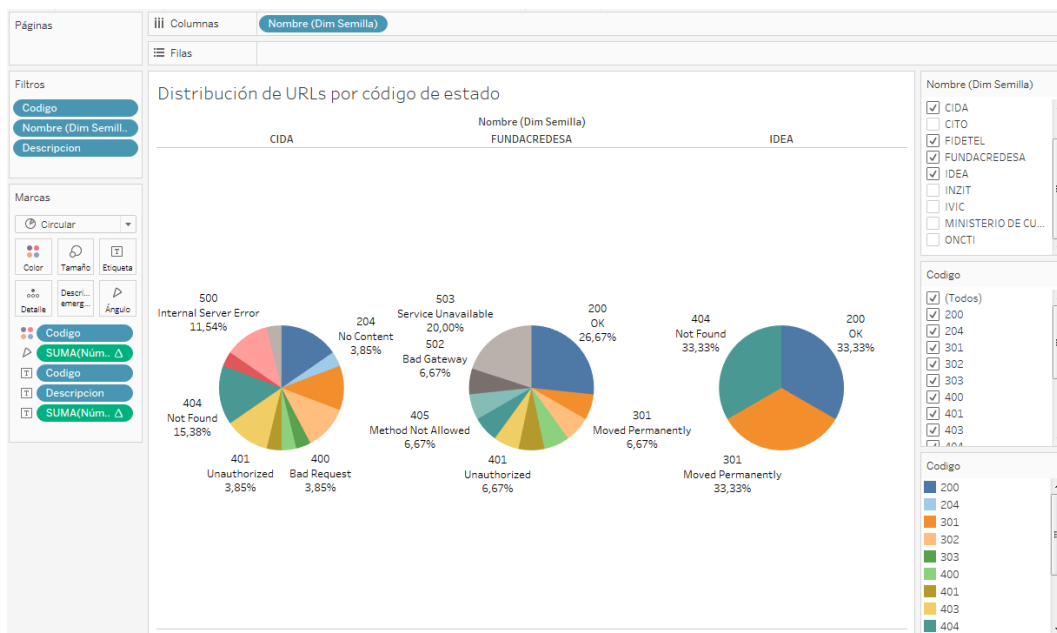 Páginas
Columnas
Nombre (Dim Semilla)
Filas
Filtros
Codigo
Nombre (Dim Semill..
Descripcion
Marcas
Circular
Color
Tamaño
Etiqueta
Detalle
Descri...
emerg...
Ángulo
Codigo
SUMA(Núm.. Δ
Codigo
Descripcion
SUMA(Núm.. Δ
Distribución de URLs por código de estado
Nombre (Dim Semilla)
CIDA
FUNDACREDESA
IDEA
500
Internal Server Error
11,54%
204
No Content
3,85%
404
Not Found
15,38%
401
Unauthorized
3,85%
400
Bad Request
3,85%
503
Service Unavailable
20,00%
502
Bad Gateway
6,67%
200
OK
26,67%
405
Method Not Allowed
6,67%
401
Unauthorized
6,67%
301
Moved Permanently
6,67%
404
Not Found
33,33%
200
OK
33,33%
301
Moved Permanently
33,33%
Nombre (Dim Semilla)
CIDA
CITO
FIDETEL
FUNDACREDESA
IDEA
INZIT
IVIC
MINISTERIO DE CU...
ONCTI
Codigo
(Todos)
200
204
301
302
303
400
401
403
404
Codigo
200
204
301
302
303
400
401
403
404